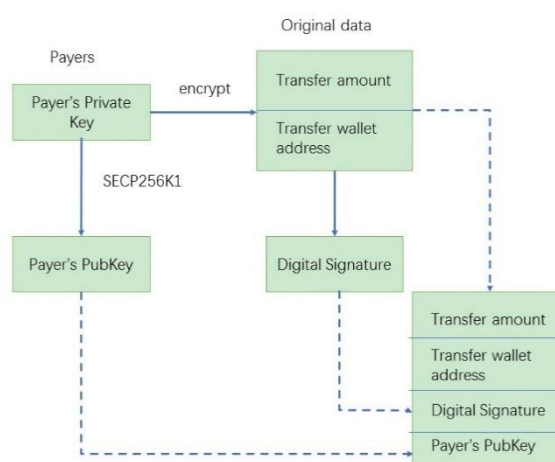 Original data
Payers
Transfer amount
encrypt
Payer's Private
Key
Transfer wallet
address
SECP256K1
Payer's PubKey
Digital Signature
Transfer amount
Transfer wallet
address
Digital Signature
Payer's PubKey